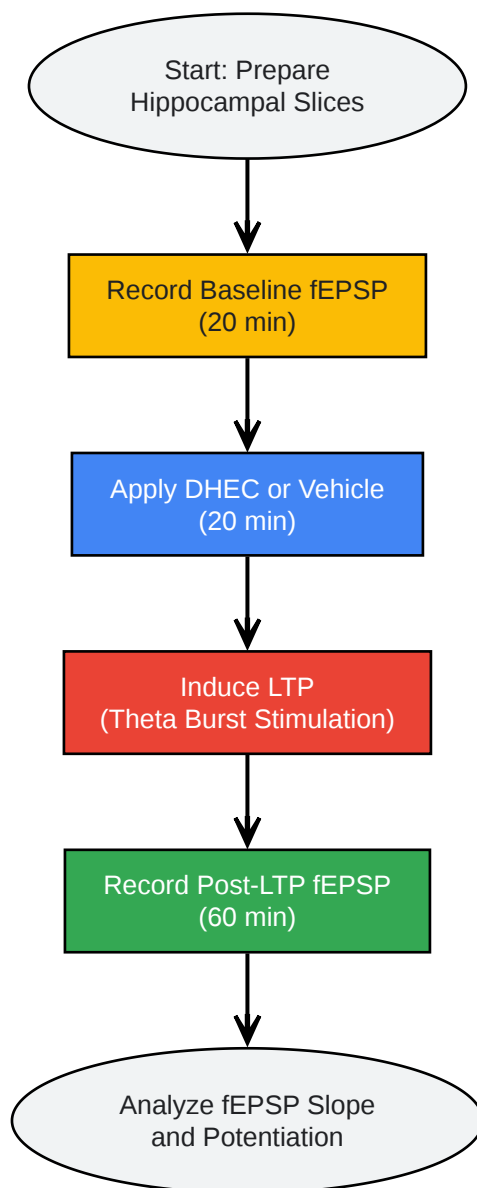 Start: Prepare
Hippocampal Slices
Record Baseline fEPSP
(20 min)
Apply DHEC or Vehicle
(20 min)
Induce LTP
(Theta Burst Stimulation)
Record Post-LTP fEPSP
(60 min)
Analyze fEPSP Slope
and Potentiation